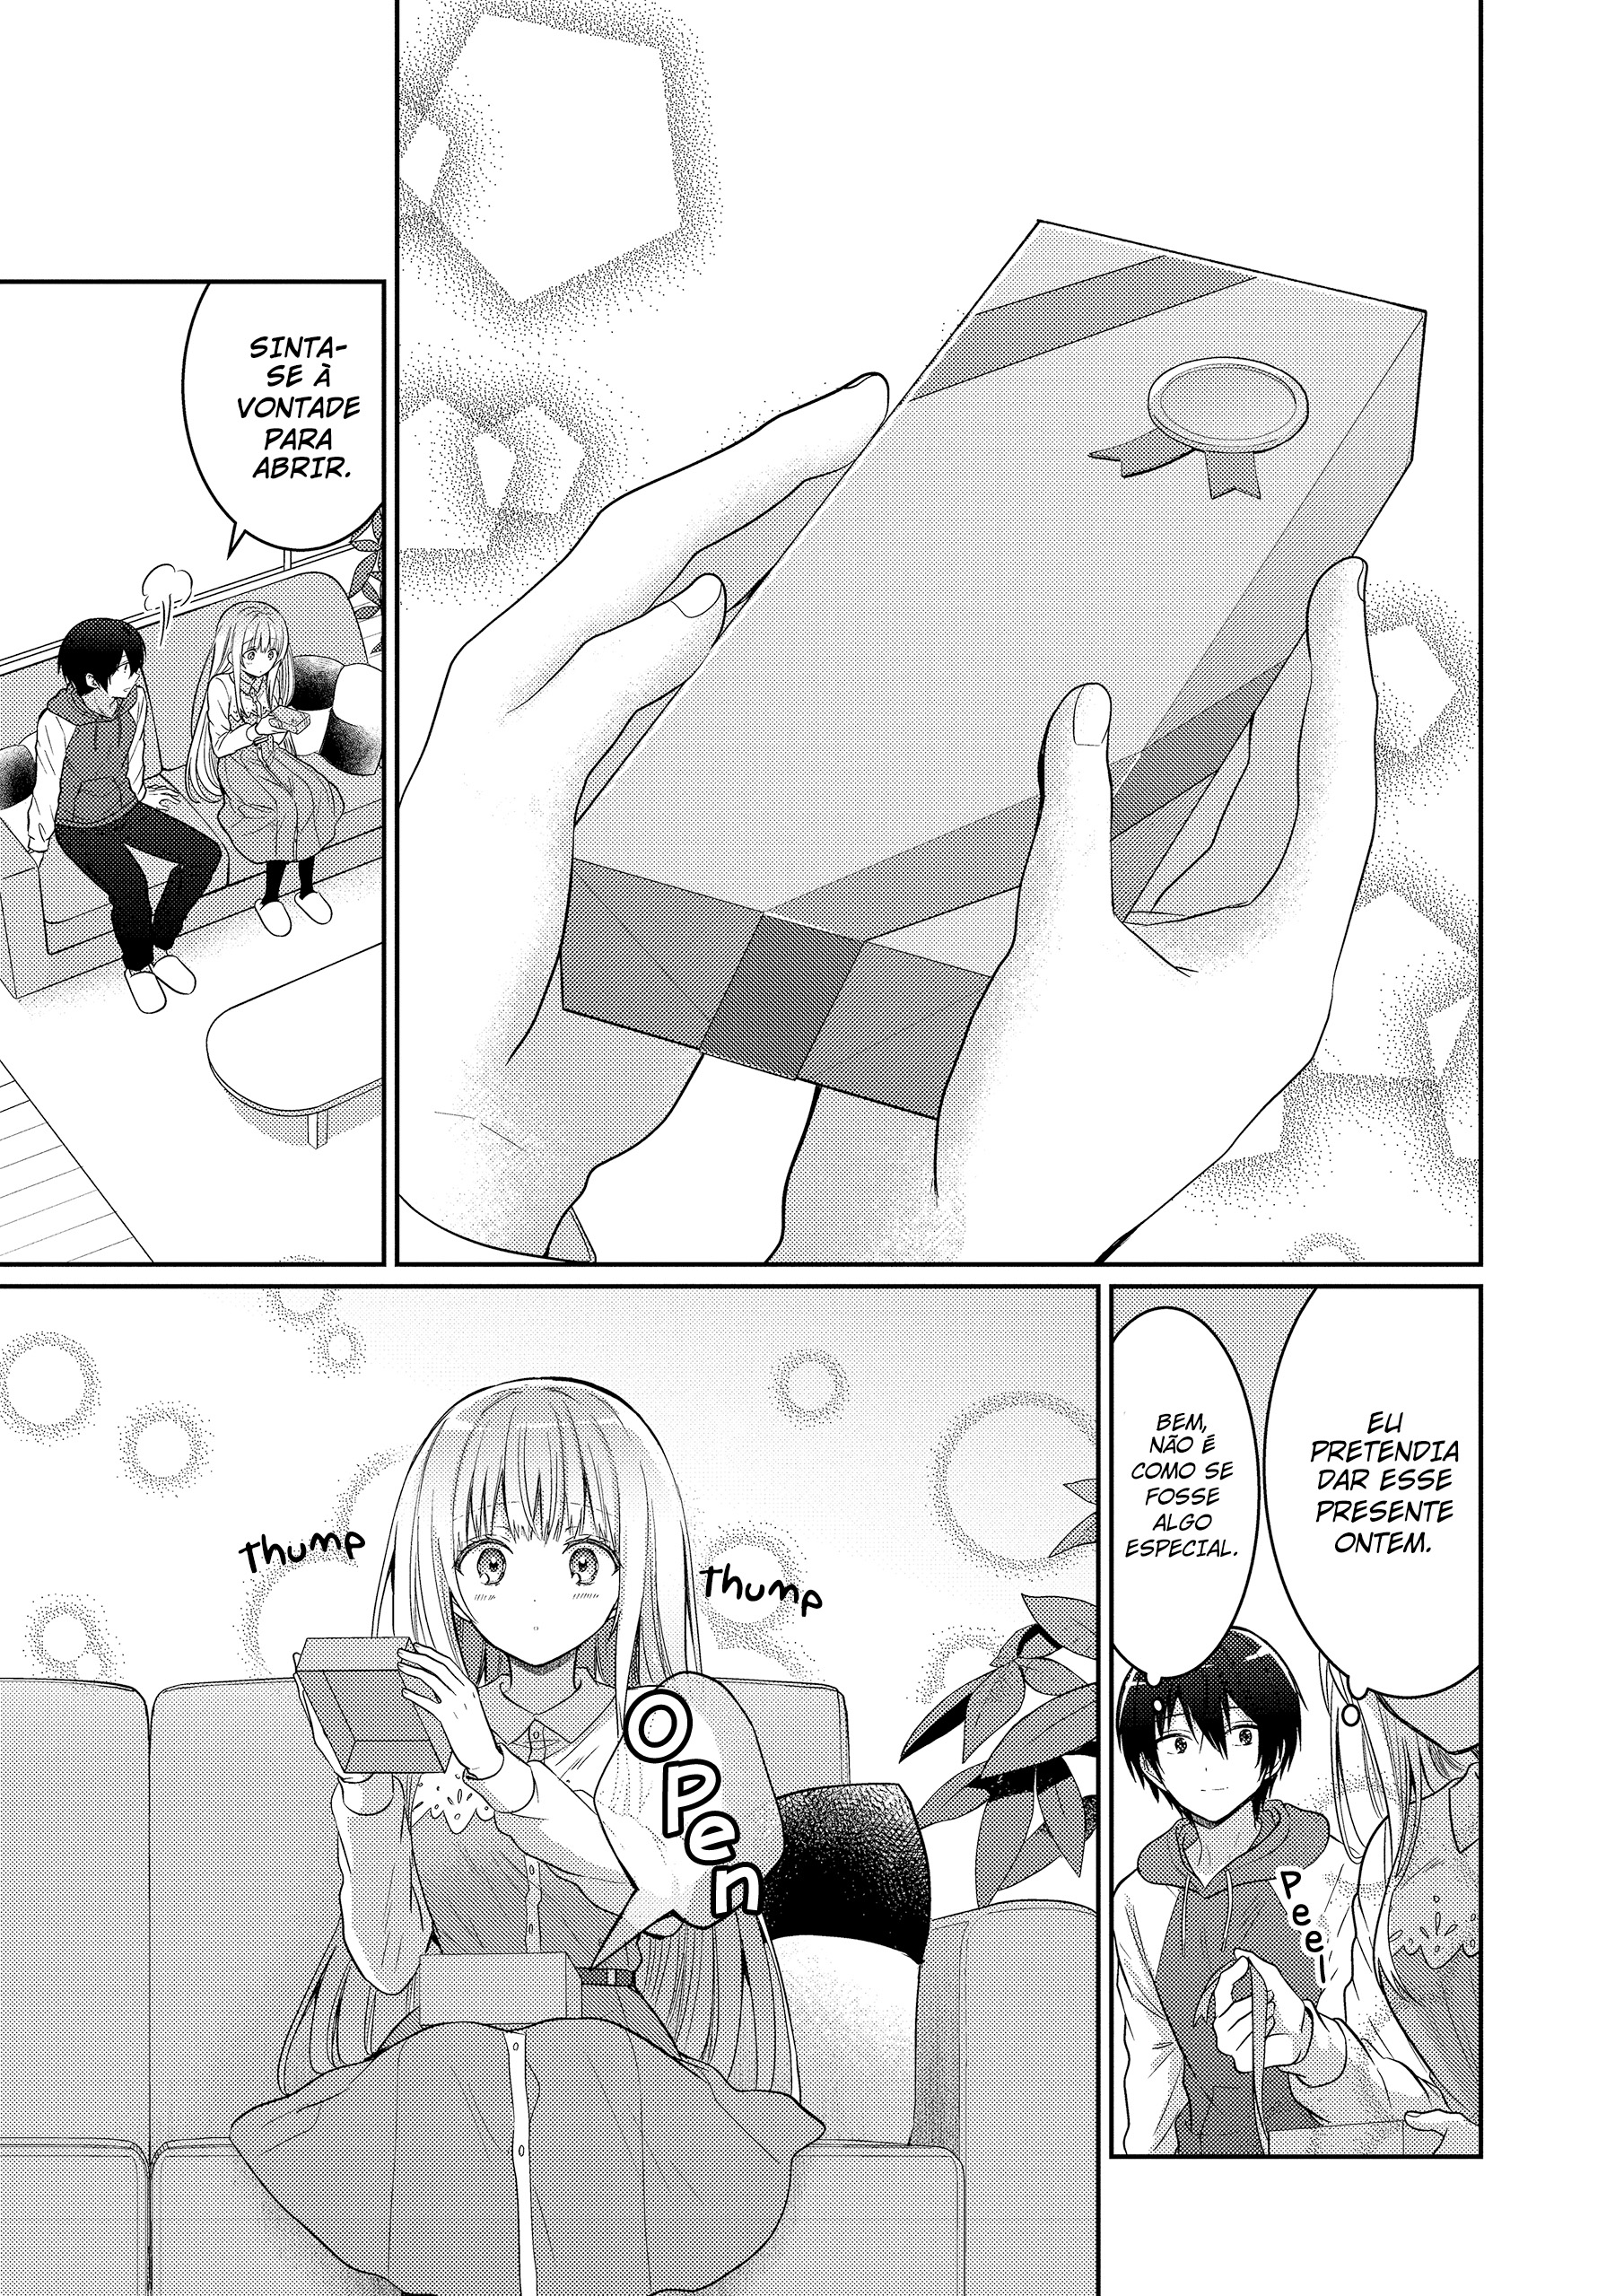 SINTA-
SE À
VONTADE
PARA
ABRIR.
EU
PRETENDIA
DAR ESSE
PRESENTE
ONTEM.
BEM,
NÃO É
COMO SE
FOSSE
ALGO
ESPECIAL.
Peel
Thump
Thump
OPen